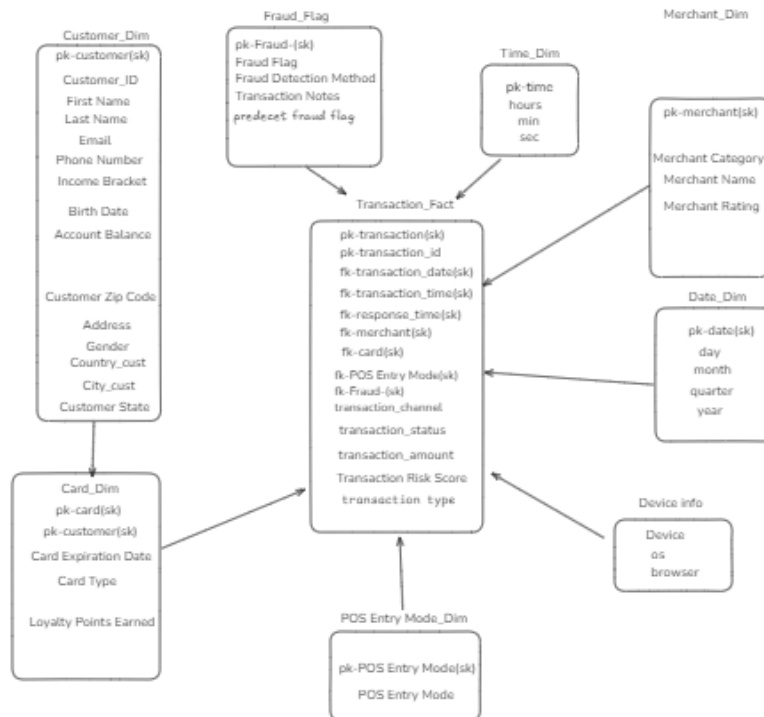 Customer_Dim
pk-customer(sk)
Customer_ID
First Name
Last Name
Email
Phone Number
Income Bracket
Birth Date
Account Balance
Customer Zip Code
Address
Gender
Country_cust
City_cust
Customer State
Fraud_Flag
pk-Fraud-(sk)
Fraud Flag
Fraud Detection Method
Transaction Notes
predecet fraud flag
Time_Dim
pk-time
hours
min
sec
Merchant_Dim
pk-merchant(sk)
Merchant Category
Merchant Name
Merchant Rating
Transaction_Fact
pk-transaction(sk)
pk-transaction_id
fk-transaction_date(sk)
fk-transaction_time(sk)
fk-response_time(sk)
fk-merchant(sk)
fk-card(sk)
fk-POS Entry Mode(sk)
fk-Fraud-(sk)
transaction_channel
transaction_status
transaction_amount
Transaction Risk Score
transaction type
Date_Dim
pk-date(sk)
day
month
quarter
year
Card_Dim
pk-card(sk)
pk-customer(sk)
Card Expiration Date
Card Type
Loyalty Points Earned
Device info
Device
os
browser
POS Entry Mode_Dim
pk-POS Entry Mode(sk)
POS Entry Mode